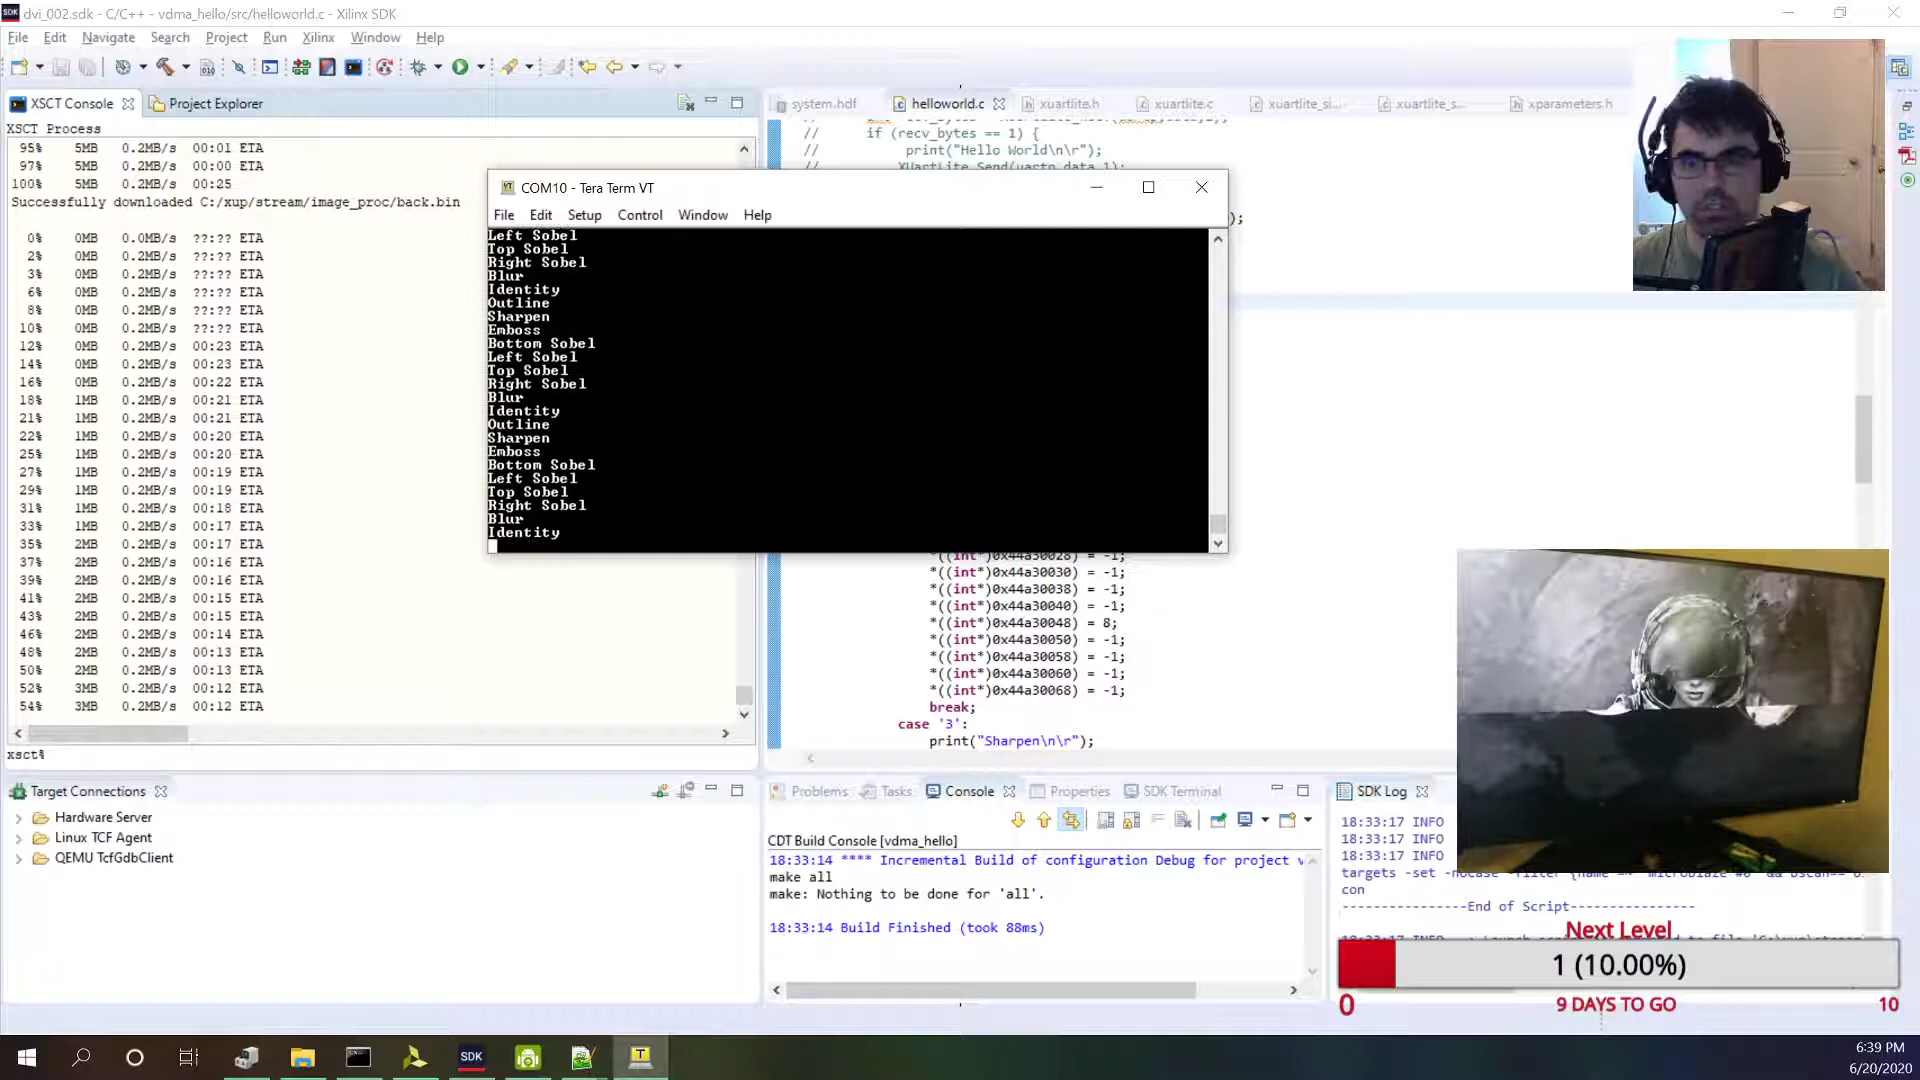 dvi_002.sdk - C/C++ - vdma_hello/src/helloworld.c - Xilinx SDK
File Edit Navigate Search Project Run Xilinx Window Help
XSCT Console Project Explorer
XSCT Process
95% 5MB 0.2MB/s 00:01 ETA
97% 5MB 0.2MB/s 00:00 ETA
100% 5MB 0.2MB/s 00:25
Successfully downloaded C:/xup/stream/image_proc/back.bin
0% 0MB 0.0MB/s ??:?? ETA
2% 0MB 0.2MB/s ??:?? ETA
3% 0MB 0.2MB/s ??:?? ETA
6% 0MB 0.2MB/s ??:?? ETA
8% 0MB 0.2MB/s ??:?? ETA
10% 0MB 0.2MB/s ??:?? ETA
12% 0MB 0.2MB/s 00:23 ETA
14% 0MB 0.2MB/s 00:23 ETA
16% 0MB 0.2MB/s 00:22 ETA
18% 1MB 0.2MB/s 00:21 ETA
21% 1MB 0.2MB/s 00:21 ETA
22% 1MB 0.2MB/s 00:20 ETA
25% 1MB 0.2MB/s 00:20 ETA
27% 1MB 0.2MB/s 00:19 ETA
29% 1MB 0.2MB/s 00:19 ETA
31% 1MB 0.2MB/s 00:18 ETA
33% 1MB 0.2MB/s 00:17 ETA
35% 2MB 0.2MB/s 00:17 ETA
37% 2MB 0.2MB/s 00:16 ETA
39% 2MB 0.2MB/s 00:16 ETA
41% 2MB 0.2MB/s 00:15 ETA
43% 2MB 0.2MB/s 00:15 ETA
46% 2MB 0.2MB/s 00:14 ETA
48% 2MB 0.2MB/s 00:13 ETA
50% 2MB 0.2MB/s 00:13 ETA
52% 3MB 0.2MB/s 00:12 ETA
54% 3MB 0.2MB/s 00:12 ETA
xsct%
COM10 - Tera Term VT
File Edit Setup Control Window Help
Left Sobel
Top Sobel
Right Sobel
Blur
Identity
Outline
Sharpen
Emboss
Bottom Sobel
Left Sobel
Top Sobel
Right Sobel
Blur
Identity
Outline
Sharpen
Emboss
Bottom Sobel
Left Sobel
Top Sobel
Right Sobel
Blur
Identity
system.hdf helloworld.c xuartlite.h xuartlite.c xuartlite_si... xuartlite_s... xparameters.h
// if (recv_bytes == 1) {
// print("Hello World\n\r");
// XUartLite_Send(uartp,data,1);
);
*((int*)0x44a30028) = -1;
*((int*)0x44a30030) = -1;
*((int*)0x44a30038) = -1;
*((int*)0x44a30040) = -1;
*((int*)0x44a30048) = 8;
*((int*)0x44a30050) = -1;
*((int*)0x44a30058) = -1;
*((int*)0x44a30060) = -1;
*((int*)0x44a30068) = -1;
break;
case '3':
print("Sharpen\n\r");
Target Connections
Hardware Server
Linux TCF Agent
QEMU TcfGdbClient
Problems Tasks Console Properties SDK Terminal
CDT Build Console [vdma_hello]
18:33:14 **** Incremental Build of configuration Debug for project v
make all
make: Nothing to be done for 'all'.
18:33:14 Build Finished (took 88ms)
SDK Log
18:33:17 INFO
18:33:17 INFO
18:33:17 INFO
targets -set -nocase -filter {name =~
con
----------------End of Script----------------
Next Level
1 (10.00%)
0 9 DAYS TO GO 10
SDK
6:39 PM
6/20/2020